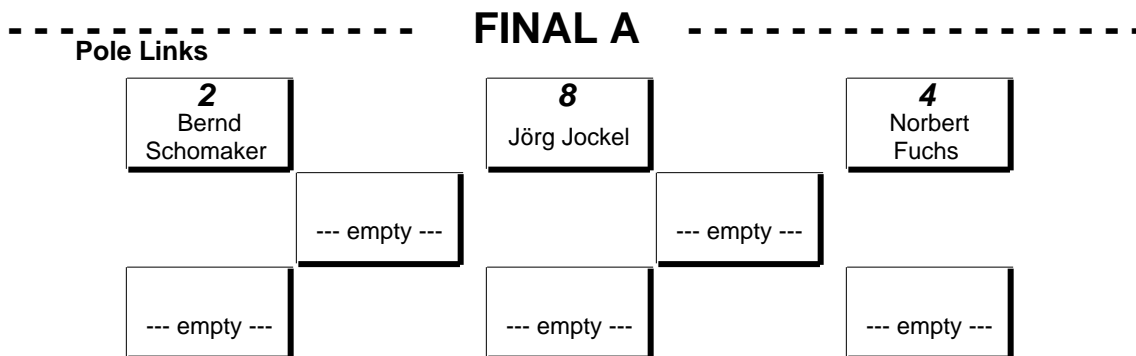 - - - - - - - - - - - - - - - - - FINAL A - - - - - - - - - - - - - - - - - -
Pole Links
2 8 4
Bernd Schomaker Jörg Jockel Norbert Fuchs
--- empty --- --- empty ---
--- empty --- --- empty --- --- empty ---